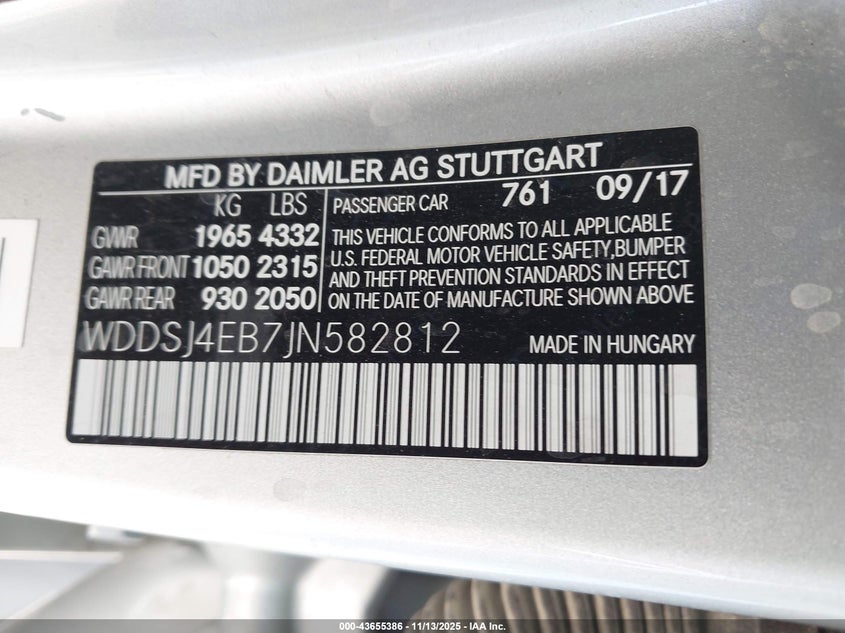 MFD BY DAIMLER AG STUTTGART
KG LBS
GVWR 1965 4332
GAWR FRONT 1050 2315
GAWR REAR 930 2050
PASSENGER CAR 761 09/17
THIS VEHICLE CONFORMS TO ALL APPLICABLE
U.S. FEDERAL MOTOR VEHICLE SAFETY,BUMPER
AND THEFT PREVENTION STANDARDS IN EFFECT
ON THE DATE OF MANUFACTURE SHOWN ABOVE
WDDSJ4EB7JN582812 MADE IN HUNGARY
000-43655386 - 11/13/2025 - IAA Inc.